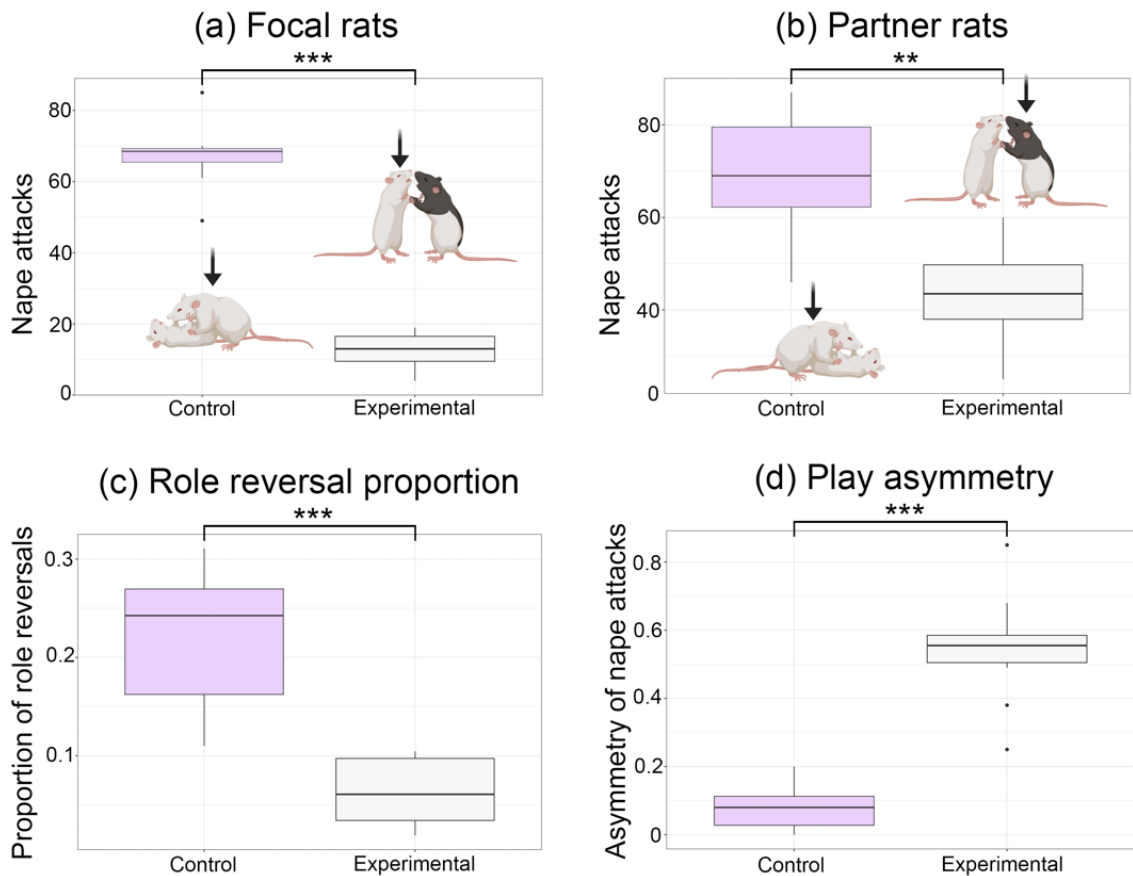 (a) Focal rats
***
Nape attacks
80
60
40
20
0
Control
Experimental
(b) Partner rats
**
Nape attacks
80
60
40
0
Control
Experimental
(c) Role reversal proportion
***
Proportion of role reversals
0.3
0.2
0.1
Control
Experimental
(d) Play asymmetry
***
Asymmetry of nape attacks
0.8
0.6
0.4
0.2
0
Control
Experimental